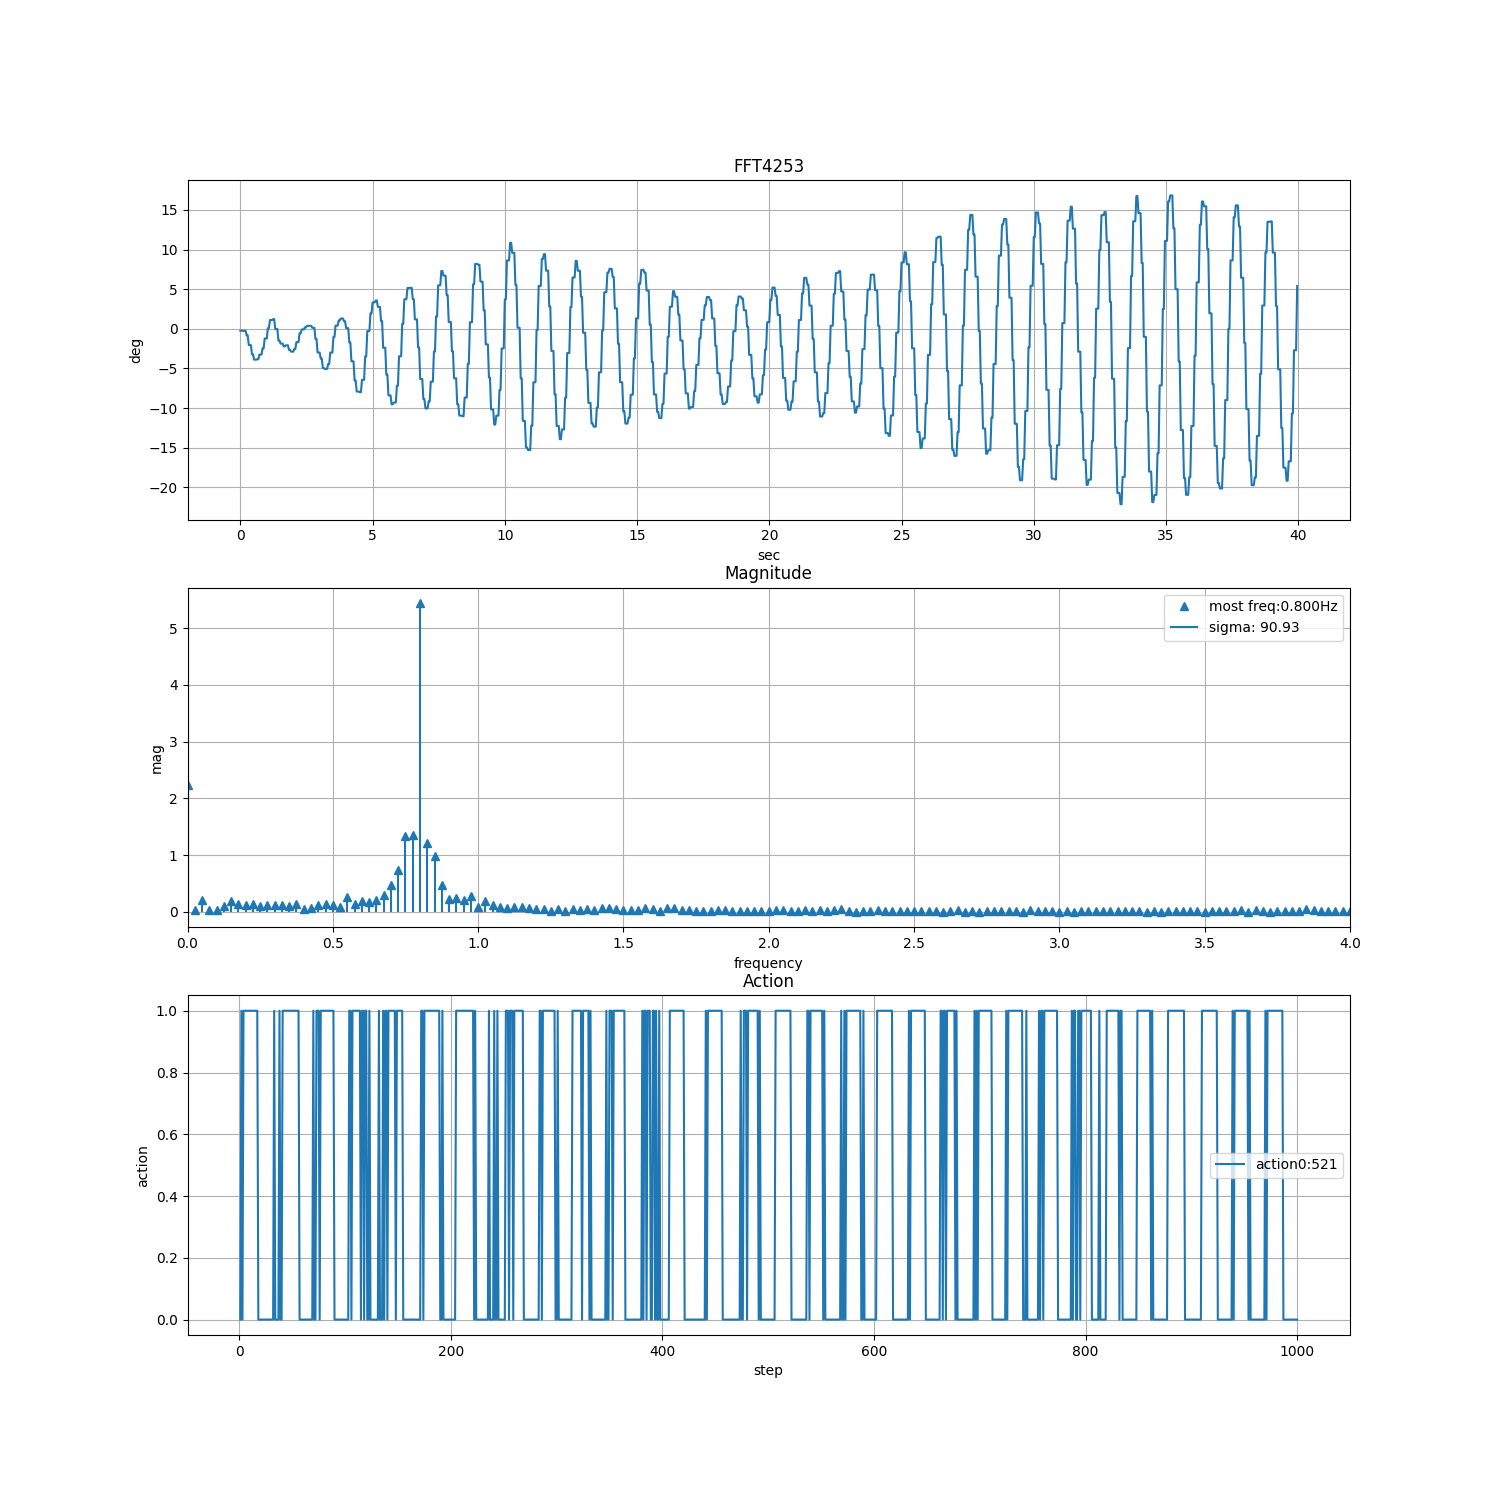 FFT4253
15
10
5
0
−5
−10
−15
−20
deg
0 5 10 15 20 25 30 35 40
sec
Magnitude
most freq:0.800Hz
sigma: 90.93
5
4
3
2
1
0
mag
0.0 0.5 1.0 1.5 2.0 2.5 3.0 3.5 4.0
frequency
Action
1.0
0.8
0.6
0.4
0.2
0.0
action
action0:521
0 200 400 600 800 1000
step